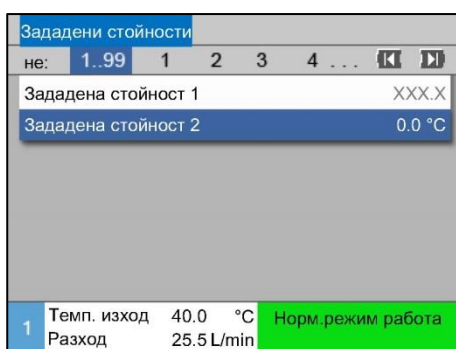 Зададени стойности
не: 1..99 1 2 3 4 ...
Зададена стойност 1 XXX.X
Зададена стойност 2 0.0 °C
1 Темп. изход 40.0 °C Норм.режим работа
Разход 25.5 L/min